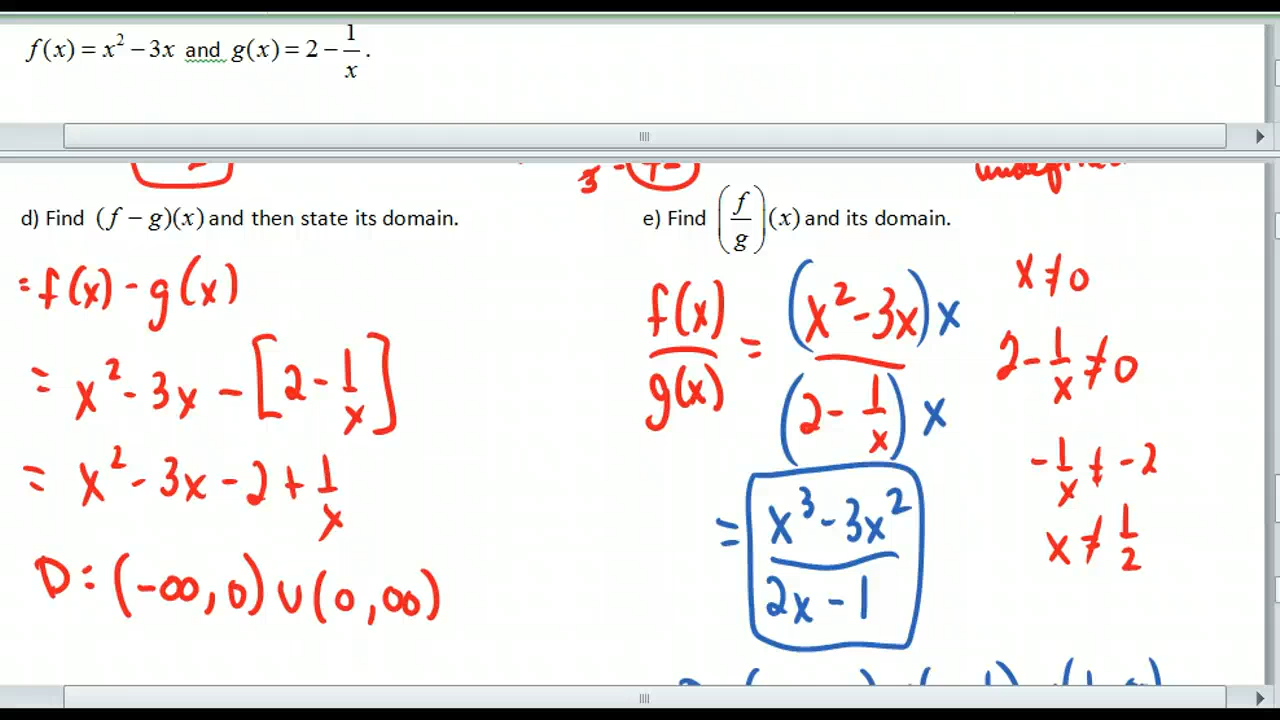 f(x) = x² − 3x and g(x) = 2 − 1/x.
d) Find (f − g)(x) and then state its domain.
= f(x) - g(x)
= x² - 3x - [2 - 1/x]
= x² - 3x - 2 + 1/x
D: (-∞, 0) ∪ (0, ∞)
e) Find (f/g)(x) and its domain.
f(x)/g(x) = (x² - 3x)x / (2 - 1/x)x
= (x³ - 3x²)/(2x - 1)
x ≠ 0
2 - 1/x ≠ 0
-1/x ≠ -2
x ≠ 1/2